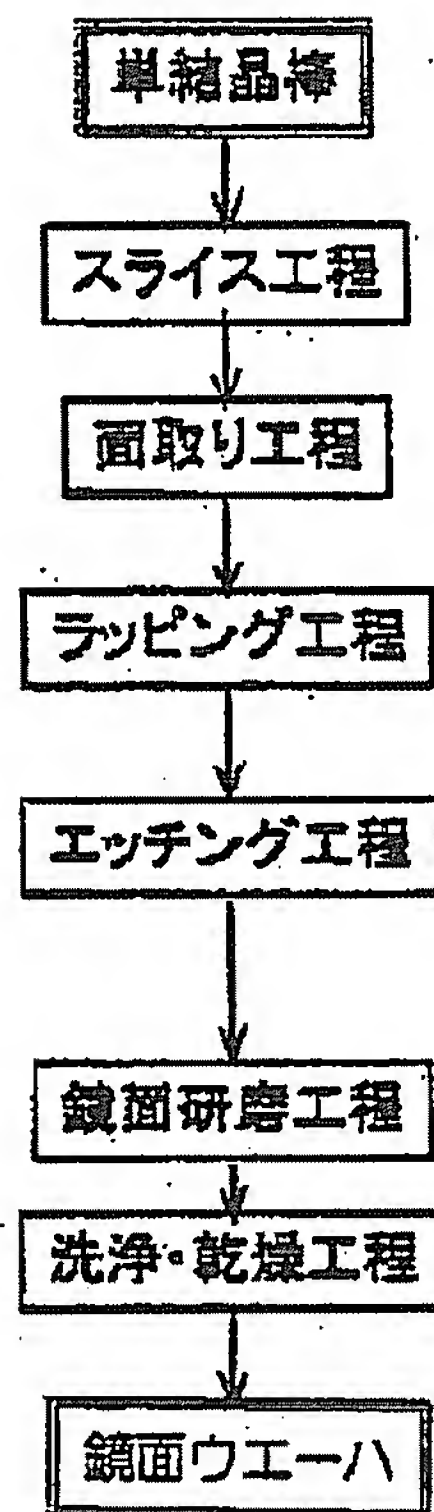 単結晶棒
スライス工程
面取り工程
ラッピング工程
エッチング工程
鏡面研磨工程
洗浄・乾燥工程
鏡面ウエーハ